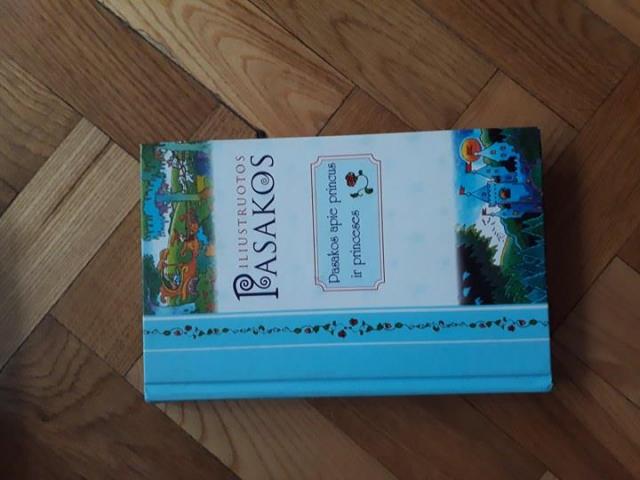 ILIUSTRUOTOS
PASAKOS
Pasakos apie princus
ir princeses